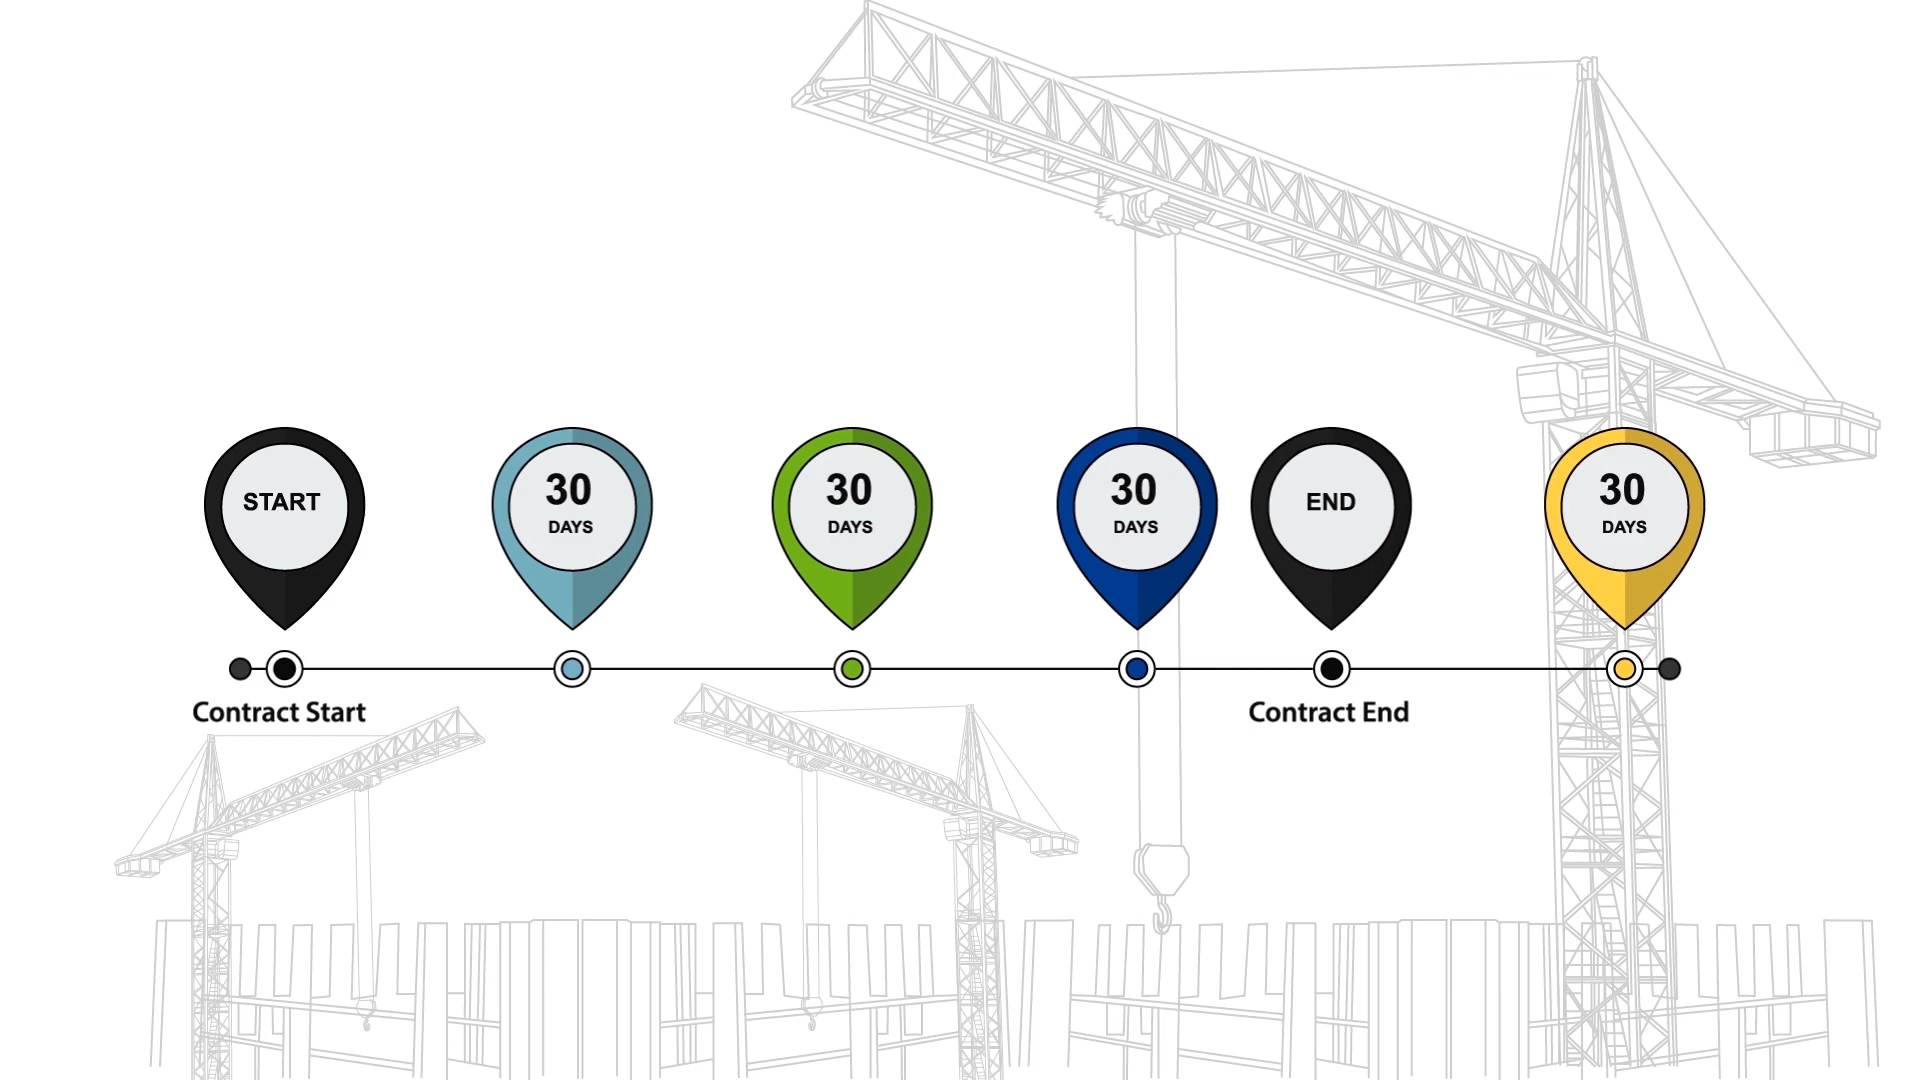 START
30
DAYS
30
DAYS
30
DAYS
END
30
DAYS
Contract Start
Contract End